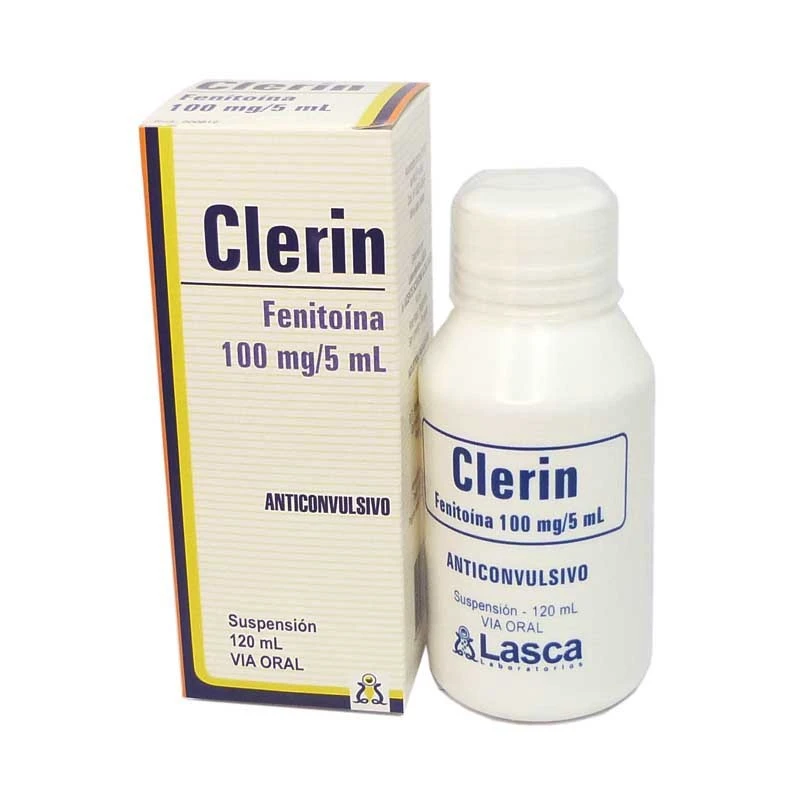 Clerin
Fenitoína
100 mg/5 mL
Clerin
Fenitoína
100 mg/5 mL
ANTICONVULSIVO
Suspensión
120 mL
VIA ORAL
Clerin
Fenitoína 100 mg/5 mL
ANTICONVULSIVO
Suspensión - 120 mL
VIA ORAL
Lasca
Laboratorios